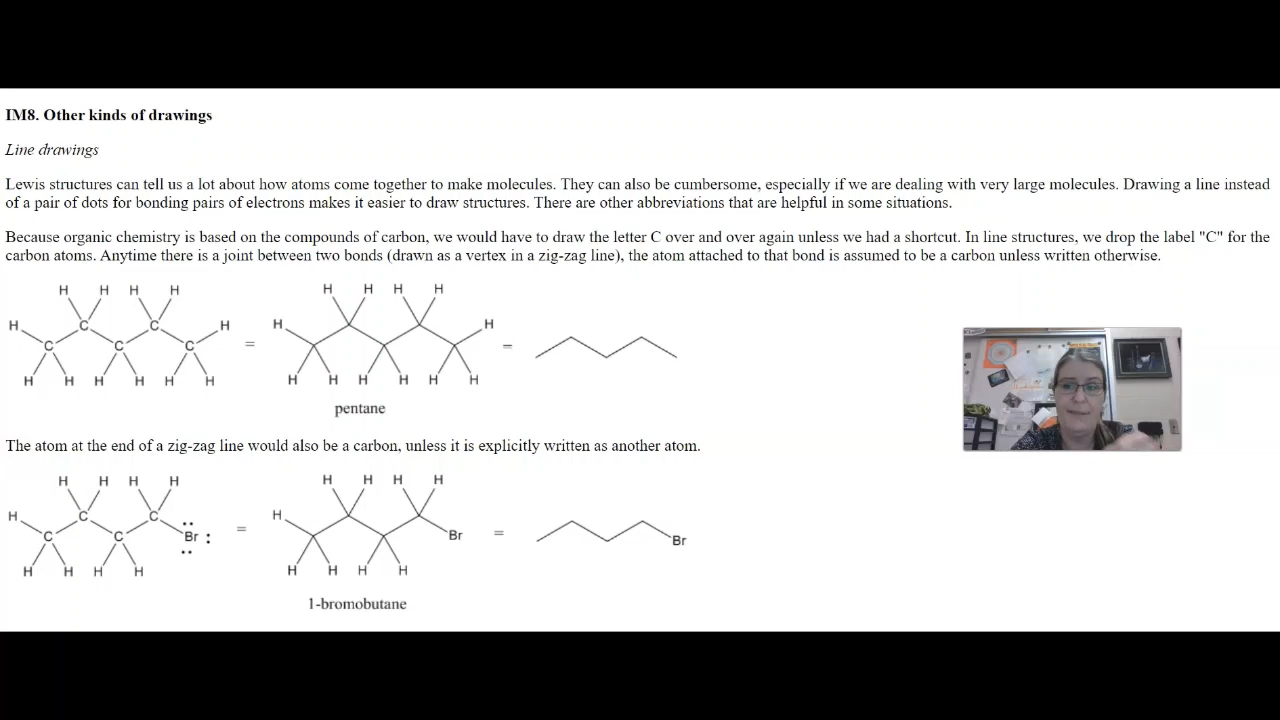 IM8. Other kinds of drawings
Line drawings
Lewis structures can tell us a lot about how atoms come together to make molecules. They can also be cumbersome, especially if we are dealing with very large molecules. Drawing a line instead
of a pair of dots for bonding pairs of electrons makes it easier to draw structures. There are other abbreviations that are helpful in some situations.
Because organic chemistry is based on the compounds of carbon, we would have to draw the letter C over and over again unless we had a shortcut. In line structures, we drop the label "C" for the
carbon atoms. Anytime there is a joint between two bonds (drawn as a vertex in a zig-zag line), the atom attached to that bond is assumed to be a carbon unless written otherwise.
H H H H H H H H
H C C H H H
C C C = =
H H H H H H H H H H H H
pentane
The atom at the end of a zig-zag line would also be a carbon, unless it is explicitly written as another atom.
H H H H H H H H
H C C H
C C Br : = Br = Br
H H H H H H H H
1-bromobutane